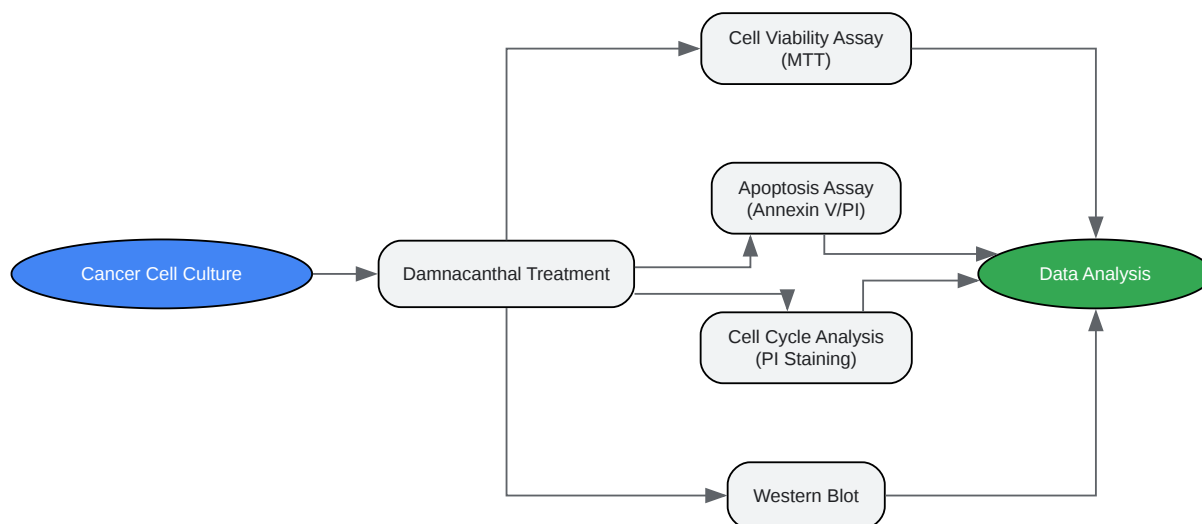 Cell Viability Assay
(MTT)
Apoptosis Assay
(Annexin V/PI)
Cancer Cell Culture
Damnacanthal Treatment
Data Analysis
Cell Cycle Analysis
(PI Staining)
Western Blot